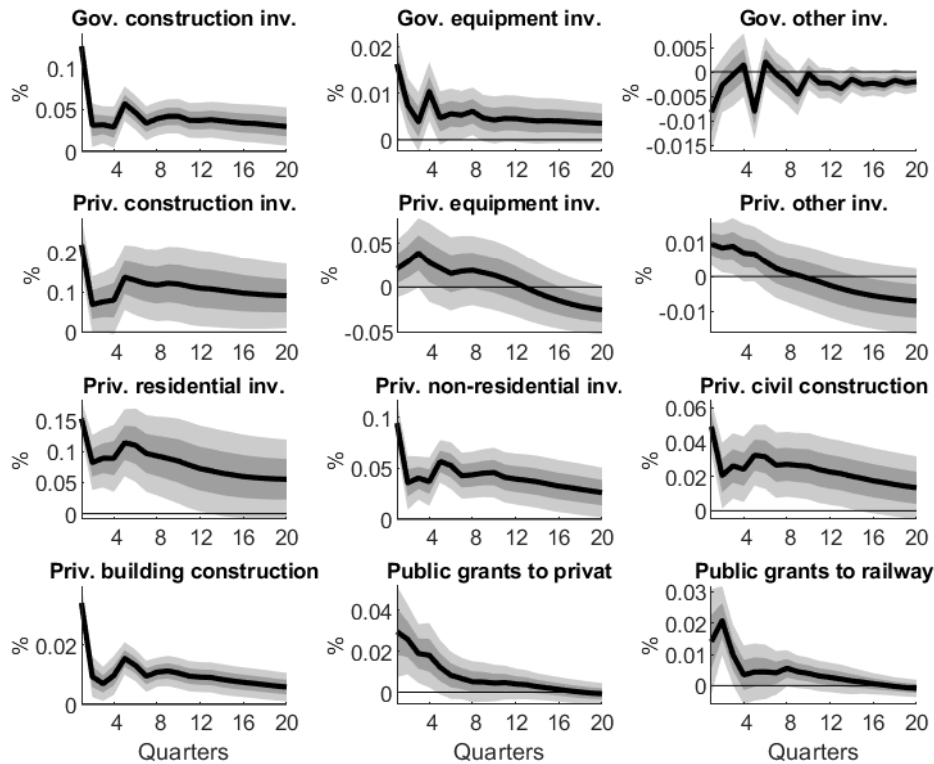 Gov. construction inv.
%
0.1
0.05
0
4 8 12 16 20
Gov. equipment inv.
%
0.02
0.01
0
4 8 12 16 20
Gov. other inv.
%
0.005
0
-0.005
-0.01
-0.015
4 8 12 16 20
Priv. construction inv.
%
0.2
0.1
0
4 8 12 16 20
Priv. equipment inv.
%
0.05
0
-0.05
4 8 12 16 20
Priv. other inv.
%
0.01
0
-0.01
4 8 12 16 20
Priv. residential inv.
%
0.15
0.1
0.05
0
4 8 12 16 20
Priv. non-residential inv.
%
0.1
0.05
0
4 8 12 16 20
Priv. civil construction
%
0.06
0.04
0.02
0
4 8 12 16 20
Priv. building construction
%
0.02
0
4 8 12 16 20
Quarters
Public grants to privat
%
0.04
0.02
0
4 8 12 16 20
Quarters
Public grants to railway
%
0.03
0.02
0.01
0
4 8 12 16 20
Quarters